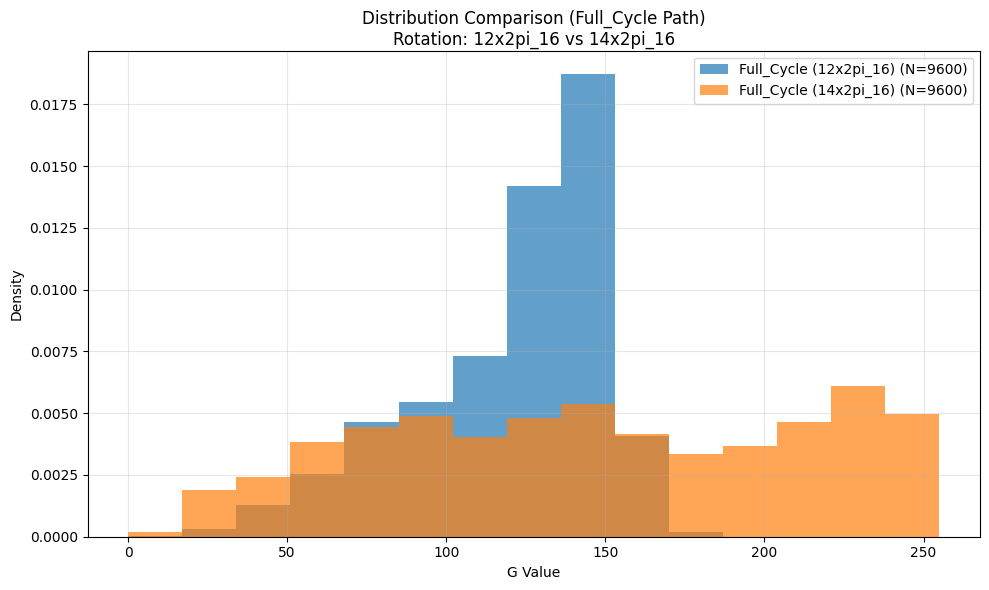 Distribution Comparison (Full_Cycle Path)
Rotation: 12x2pi_16 vs 14x2pi_16
Full_Cycle (12x2pi_16) (N=9600)
Full_Cycle (14x2pi_16) (N=9600)
0.0175
0.0150
0.0125
0.0100
0.0075
0.0050
0.0025
0.0000
Density
0 50 100 150 200 250
G Value